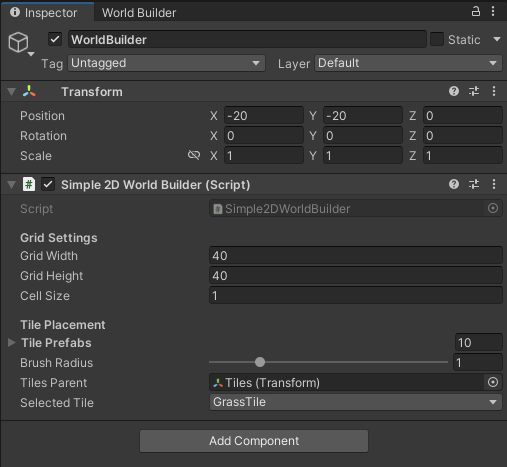 Inspector World Builder
WorldBuilder Static
Tag Untagged Layer Default
Transform
Position X -20 Y -20 Z 0
Rotation X 0 Y 0 Z 0
Scale X 1 Y 1 Z 1
# Simple 2D World Builder (Script)
Script # Simple2DWorldBuilder
Grid Settings
Grid Width 40
Grid Height 40
Cell Size 1
Tile Placement
Tile Prefabs 10
Brush Radius 1
Tiles Parent Tiles (Transform)
Selected Tile GrassTile
Add Component